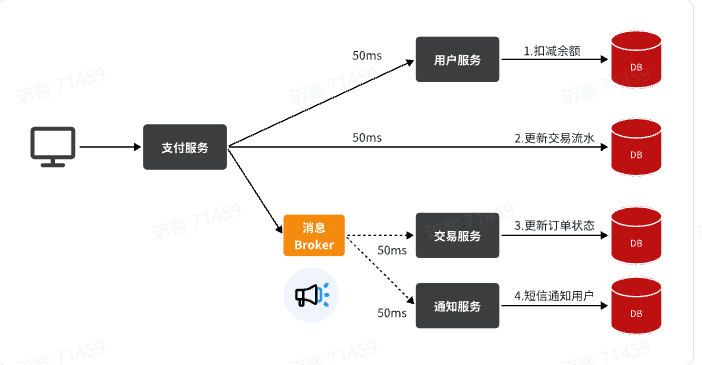 访客 71459
访客 71459
访客 71459
50ms
用户服务
1.扣减余额
DB
支付服务
50ms
2.更新交易流水
DB
访客 71459
访客 71459
消息
Broker
50ms
交易服务
3.更新订单状态
DB
50ms
通知服务
4.短信通知用户
DB
访客 71459
访客 71459
访客 71459